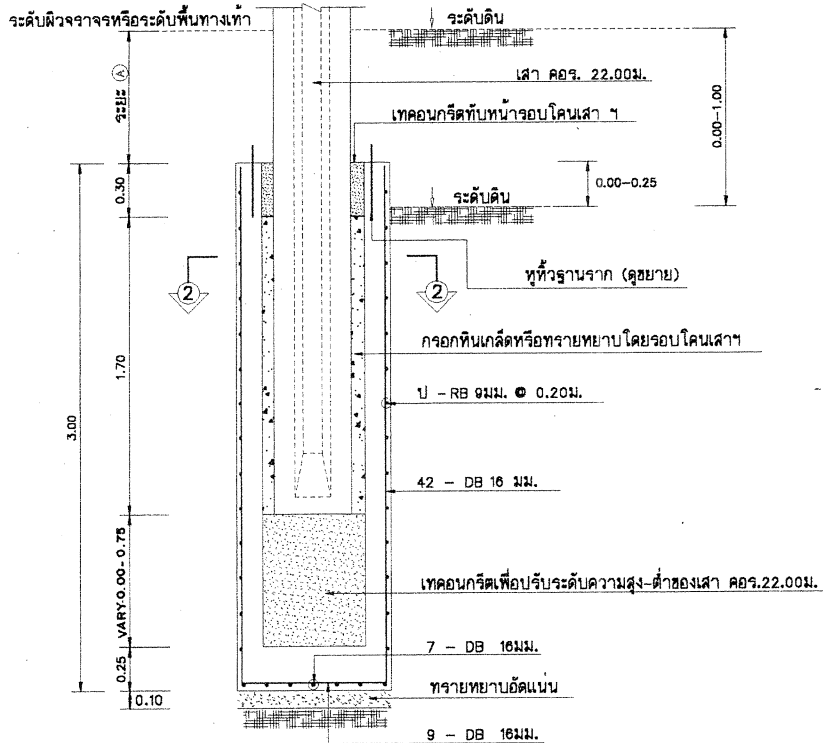 ระดับผิวจราจรหรือระดับพื้นทางเท้า
ระดับดิน
ระยะ A
เสา คอร. 22.00ม.
0.00-1.00
เทคอนกรีตทับหน้ารอบโคนเสา ฯ
0.30
0.00-0.25
ระดับดิน
2
2
หูหิ้วฐานราก (ดูขยาย)
กรอกหินเกล็ดหรือทรายหยาบโดยรอบโคนเสาฯ
1.70
3.00
ป - RB 9มม. @ 0.20ม.
42 - DB 16 มม.
VARY-0.00-0.75
เทคอนกรีตเพื่อปรับระดับความสูง-ต่ำของเสา คอร.22.00ม.
7 - DB 16มม.
0.25
ทรายหยาบอัดแน่น
0.10
9 - DB 16มม.